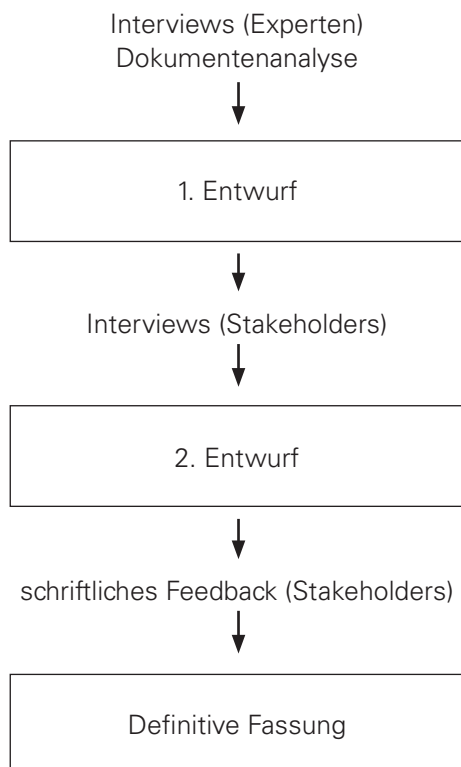 Interviews (Experten)
Dokumentenanalyse
1. Entwurf
Interviews (Stakeholders)
2. Entwurf
schriftliches Feedback (Stakeholders)
Definitive Fassung